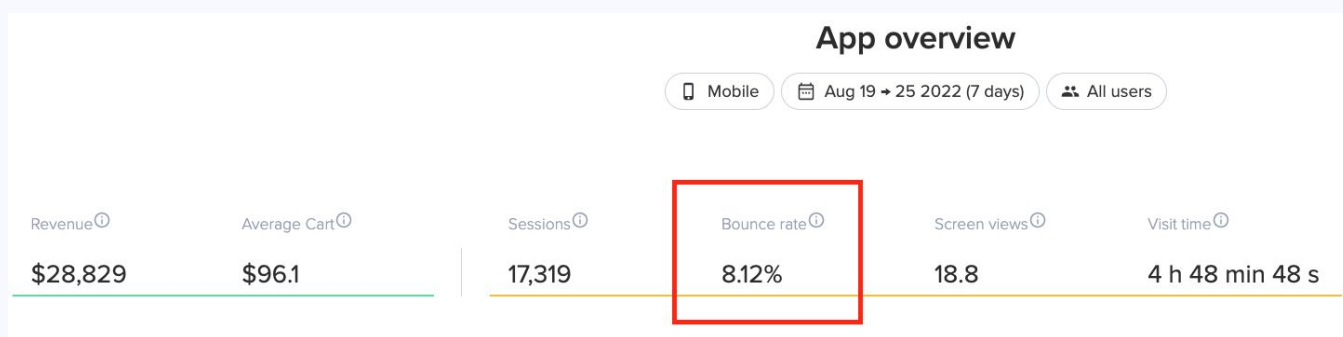 App overview
Mobile
Aug 19 → 25 2022 (7 days)
All users
Revenue
Average Cart
Sessions
Bounce rate
Screen views
Visit time
$28,829
$96.1
17,319
8.12%
18.8
4 h 48 min 48 s